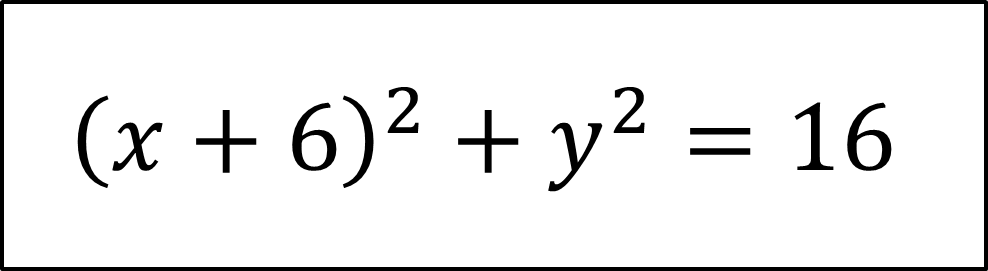 (x + 6)² + y² = 16